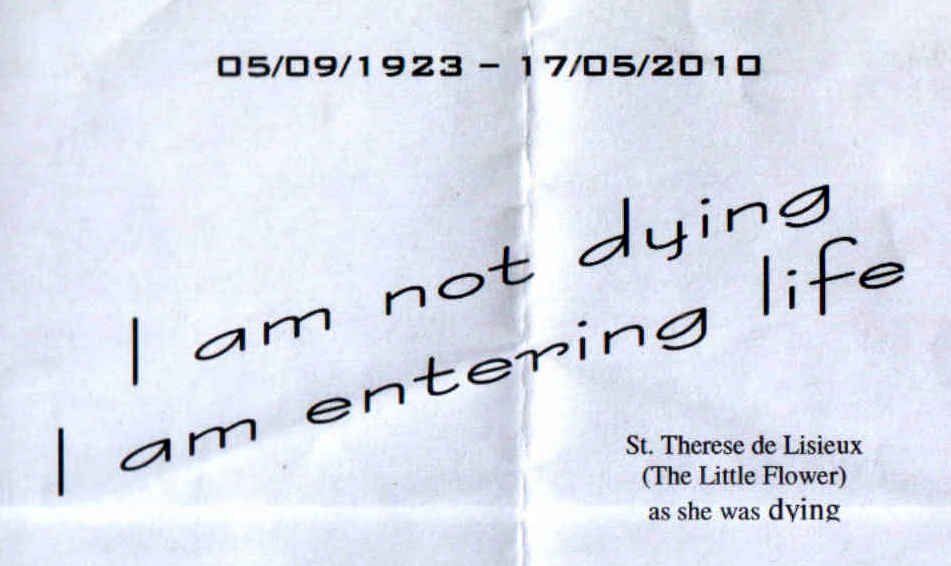 05/09/1923 – 17/05/2010
I am not dying
I am entering life
St. Therese de Lisieux
(The Little Flower)
as she was dying